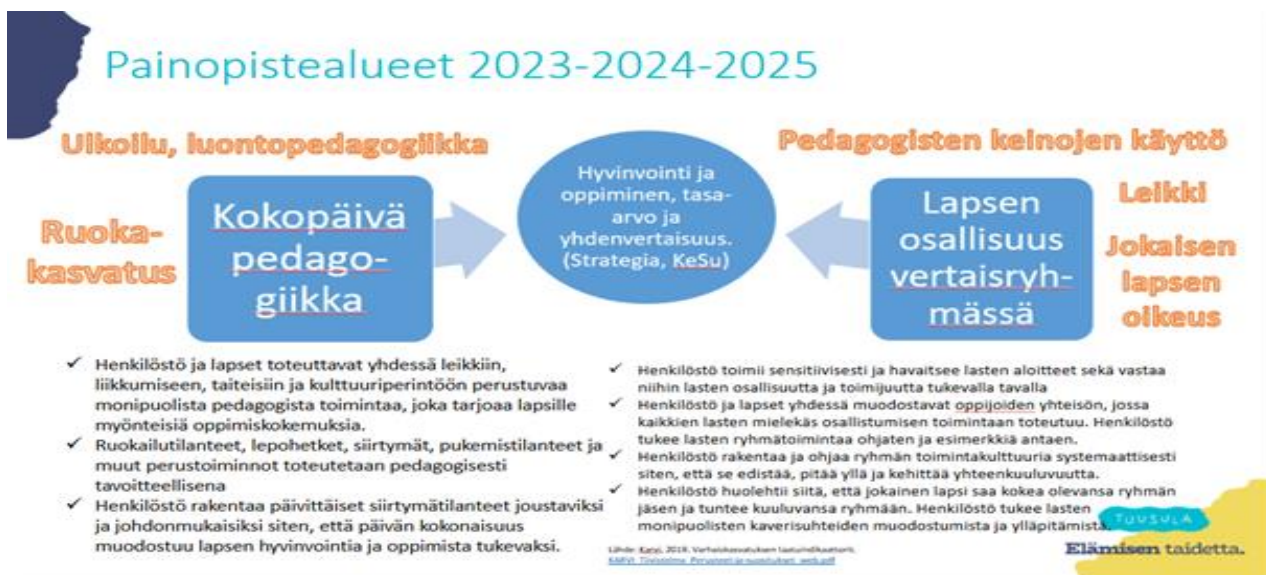 Painopistealueet 2023-2024-2025
Ulkoilu, luontopedagogiikka
Ruoka-
kasvatus
Kokopäivä
pedago-
giikka
Hyvinvointi ja
oppiminen, tasa-
arvo ja
yhdenvertaisuus.
(Strategia, KeSu)
Pedagogisten keinojen käyttö
Lapsen
osallisuus
vertaisryh-
mässä
Leikki
Jokaisen
lapsen
oikeus
✓ Henkilöstö ja lapset toteuttavat yhdessä leikkiin,
liikkumiseen, taiteisiin ja kulttuuriperintöön perustuvaa
monipuolista pedagogista toimintaa, joka tarjoaa lapsille
myönteisiä oppimiskokemuksia.
✓ Ruokailutilanteet, lepohetket, siirtymät, pukemistilanteet ja
muut perustoiminnot toteutetaan pedagogisesti
tavoitteellisena
✓ Henkilöstö rakentaa päivittäiset siirtymätilanteet joustaviksi
ja johdonmukaisiksi siten, että päivän kokonaisuus
muodostuu lapsen hyvinvointia ja oppimista tukevaksi.
✓ Henkilöstö toimii sensitiivisesti ja havaitsee lasten aloitteet sekä vastaa
niihin lasten osallisuutta ja toimijuutta tukevalla tavalla
✓ Henkilöstö ja lapset yhdessä muodostavat oppijoiden yhteisön, jossa
kaikkien lasten mielekäs osallistumisen toimintaan toteutuu. Henkilöstö
tukee lasten ryhmätoimintaa ohjaten ja esimerkkiä antaen.
✓ Henkilöstö rakentaa ja ohjaa ryhmän toimintakulttuuria systemaattisesti
siten, että se edistää, pitää yllä ja kehittää yhteenkuuluvuutta.
✓ Henkilöstö huolehtii siitä, että jokainen lapsi saa kokea olevansa ryhmän
jäsen ja tuntee kuuluvansa ryhmään. Henkilöstö tukee lasten
monipuolisten kaverisuhteiden muodostumista ja ylläpitämistä.
Lähde: Karvi, 2019. Varhaiskasvatuksen laatuindikaattorit.
TUUSULA
Elämisen taidetta.